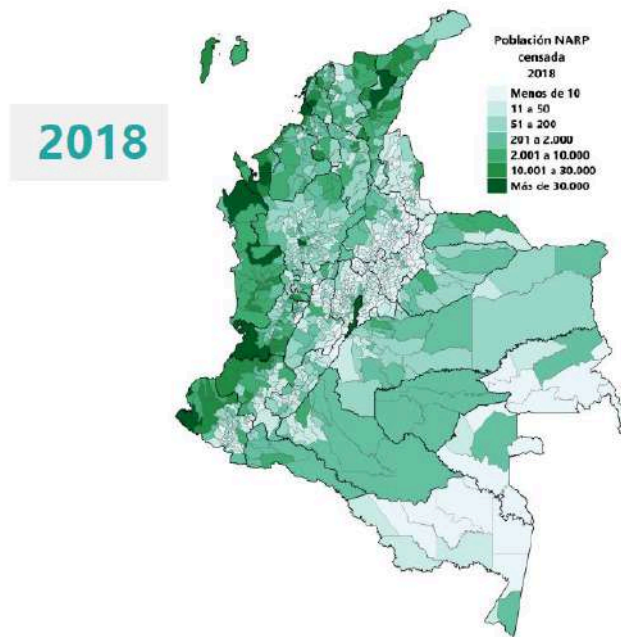 2018
Población NARP
censada
2018
Menos de 10
11 a 50
51 a 200
201 a 2.000
2.001 a 10.000
10.001 a 30.000
Más de 30.000